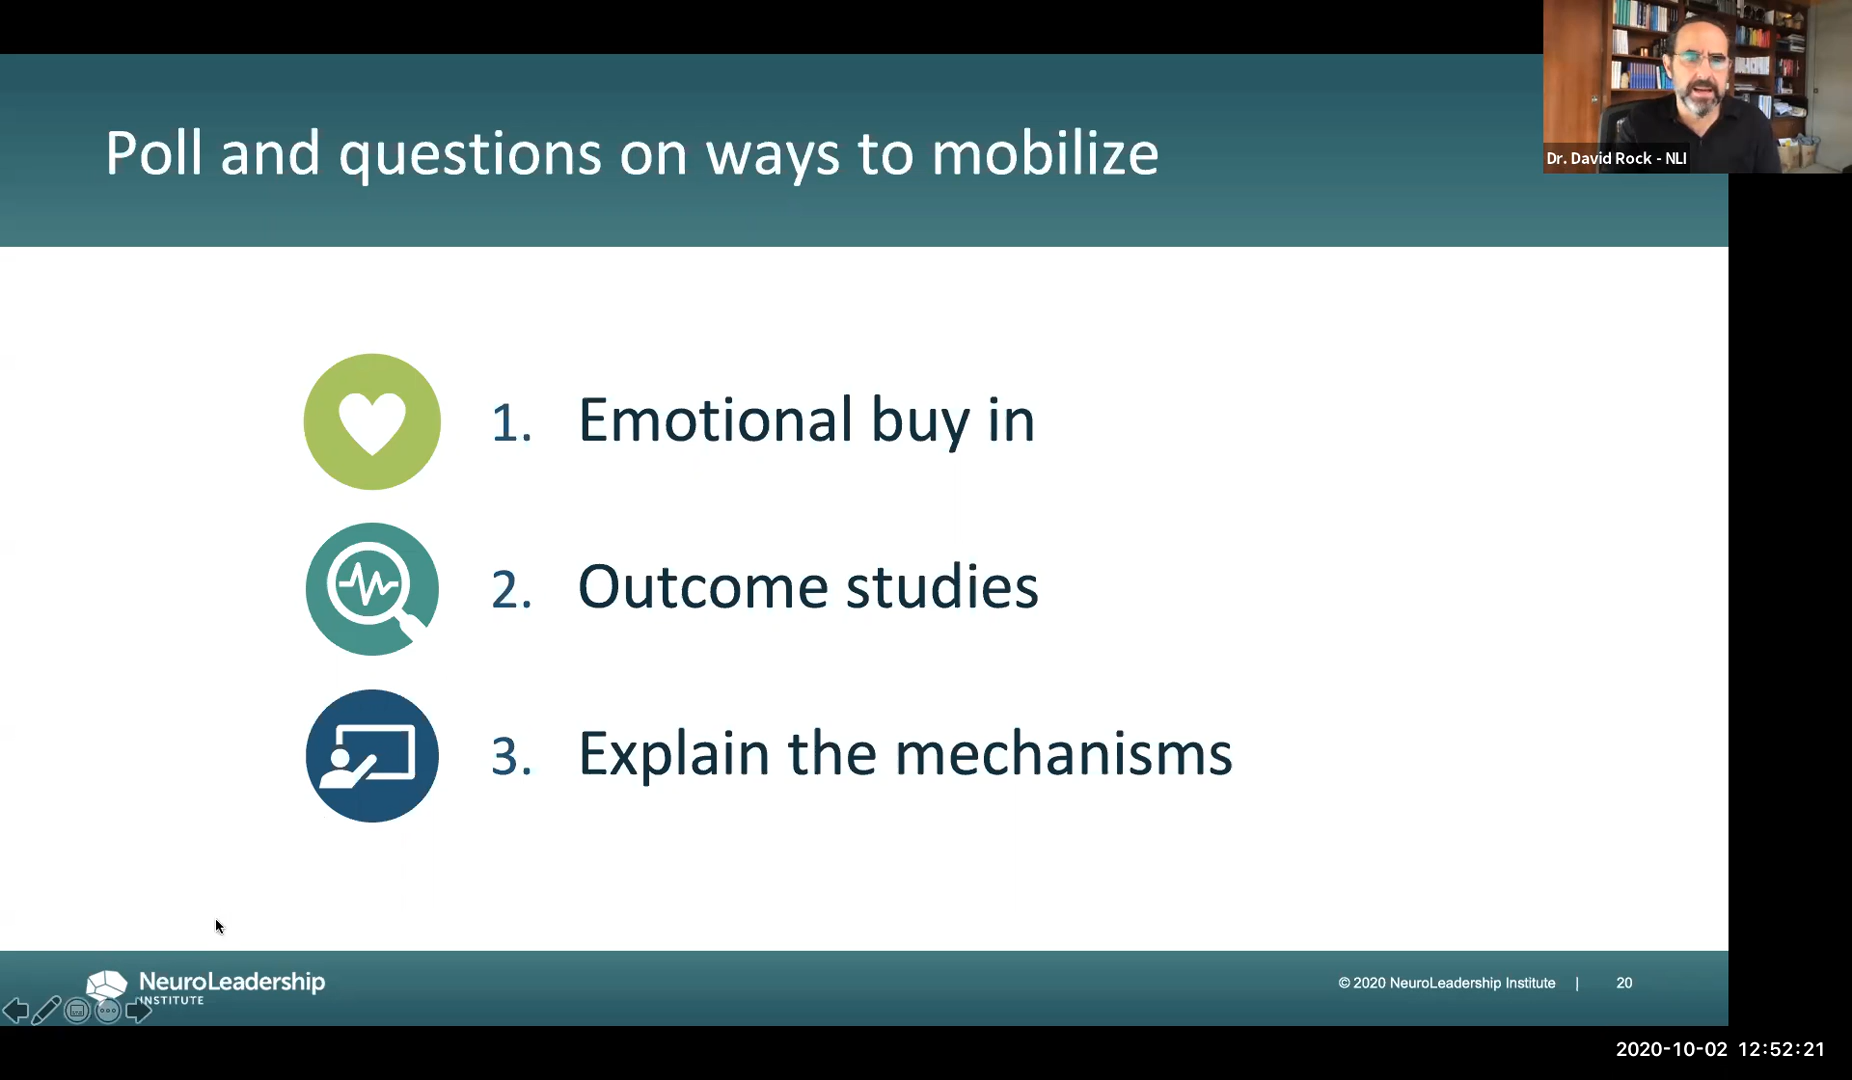 Poll and questions on ways to mobilize
Dr. David Rock - NLI
1. Emotional buy in
2. Outcome studies
3. Explain the mechanisms
NeuroLeadership
INSTITUTE
© 2020 NeuroLeadership Institute | 20
2020-10-02 12:52:21